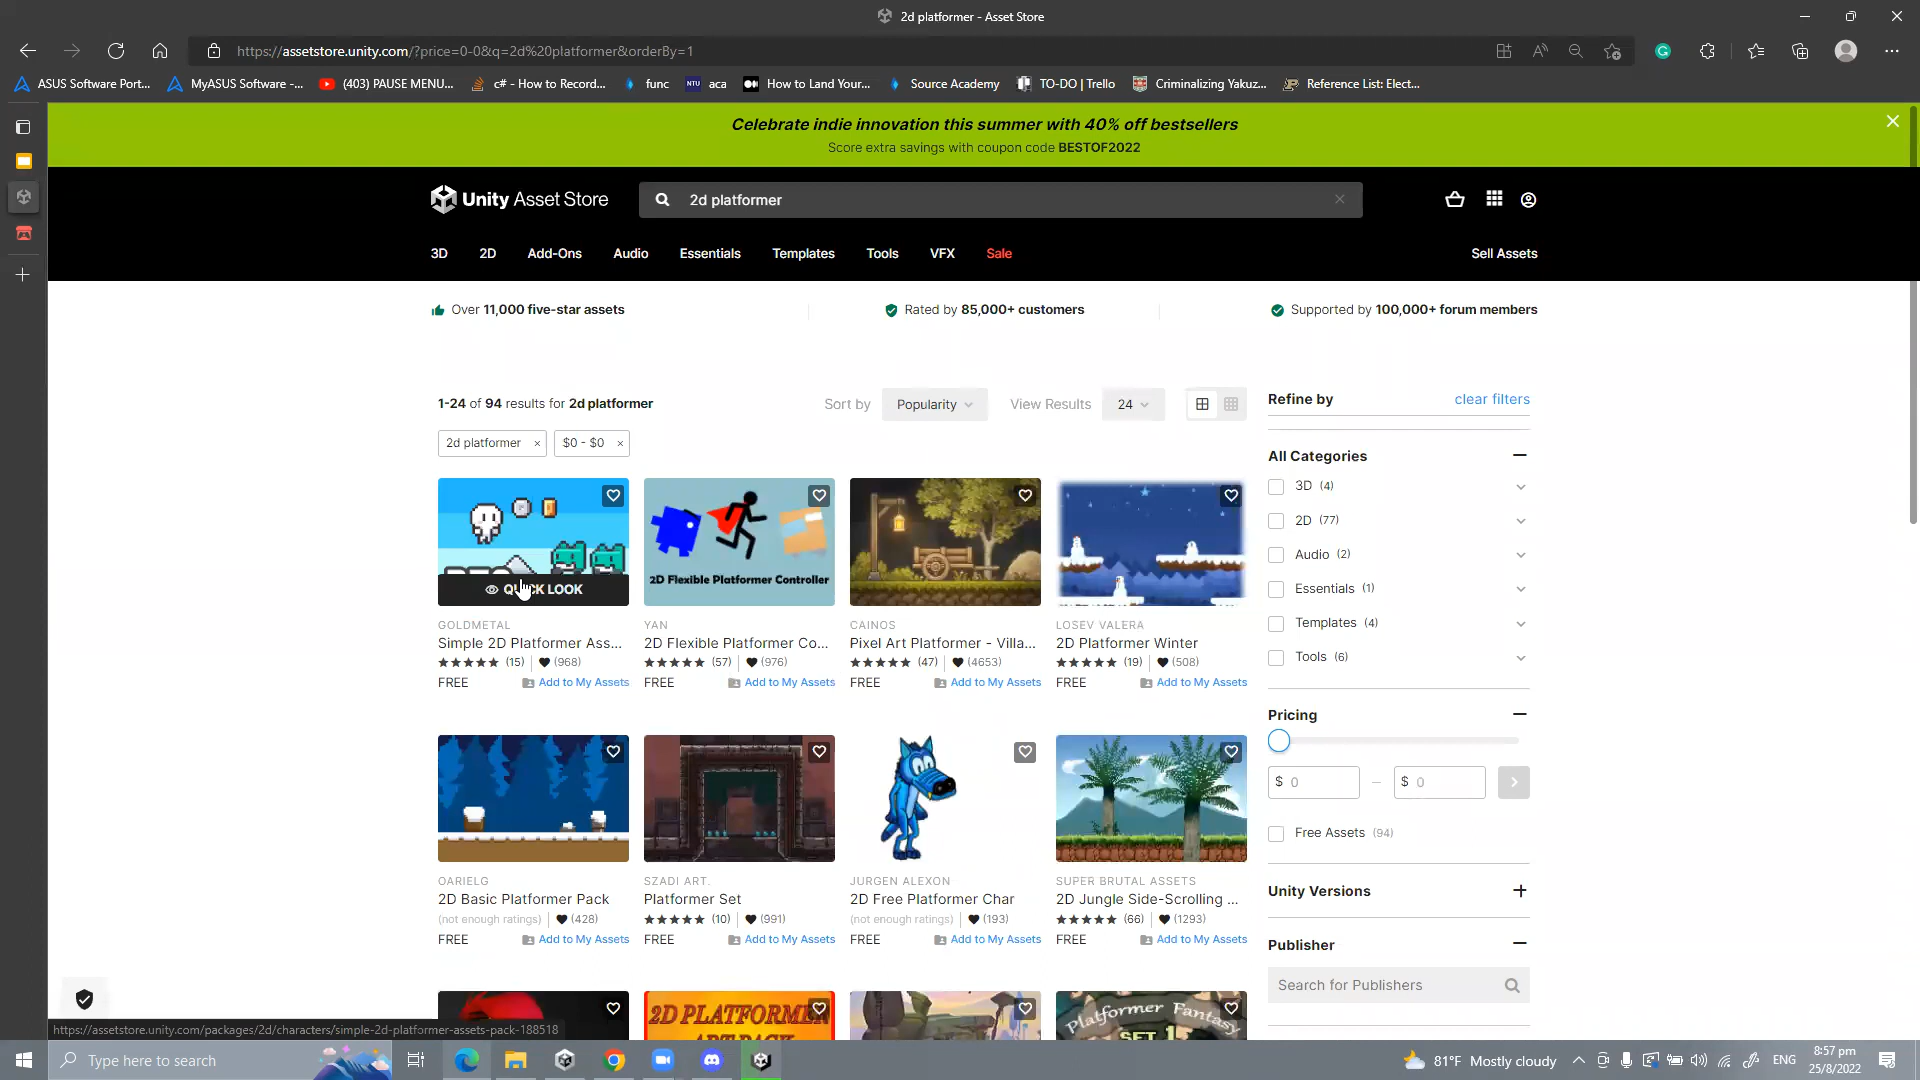 2d platformer - Asset Store
https://assetstore.unity.com/?price=0-0&q=2d%20platformer&orderBy=1
ASUS Software Port...
MyASUS Software -...
(403) PAUSE MENU...
c# - How to Record...
func
NTU aca
How to Land Your...
Source Academy
TO-DO | Trello
Criminalizing Yakuz...
Reference List: Elect...
Celebrate indie innovation this summer with 40% off bestsellers
Score extra savings with coupon code BESTOF2022
Unity Asset Store
2d platformer
3D 2D Add-Ons Audio Essentials Templates Tools VFX Sale Sell Assets
Over 11,000 five-star assets
Rated by 85,000+ customers
Supported by 100,000+ forum members
1-24 of 94 results for 2d platformer
Sort by Popularity View Results 24
2d platformer × $0 - $0 ×
QUICK LOOK
2D Flexible Platformer Controller
GOLDMETAL
Simple 2D Platformer Ass...
(15) (968)
FREE Add to My Assets
YAN
2D Flexible Platformer Co...
(57) (976)
FREE Add to My Assets
CAINOS
Pixel Art Platformer - Villa...
(47) (4653)
FREE Add to My Assets
LOSEV VALERA
2D Platformer Winter
(19) (508)
FREE Add to My Assets
OARIELG
2D Basic Platformer Pack
(not enough ratings) (428)
FREE Add to My Assets
SZADI ART.
Platformer Set
(10) (991)
FREE Add to My Assets
JURGEN ALEXON
2D Free Platformer Char
(not enough ratings) (193)
FREE Add to My Assets
SUPER BRUTAL ASSETS
2D Jungle Side-Scrolling ...
(66) (1293)
FREE Add to My Assets
2D PLATFORMER
ART PACK
Platformer Fantasy
SET 1
Refine by clear filters
All Categories
3D (4)
2D (77)
Audio (2)
Essentials (1)
Templates (4)
Tools (6)
Pricing
$ 0 – $ 0
Free Assets (94)
Unity Versions
Publisher
Search for Publishers
https://assetstore.unity.com/packages/2d/characters/simple-2d-platformer-assets-pack-188518
Type here to search
81°F Mostly cloudy
ENG
8:57 pm
25/8/2022